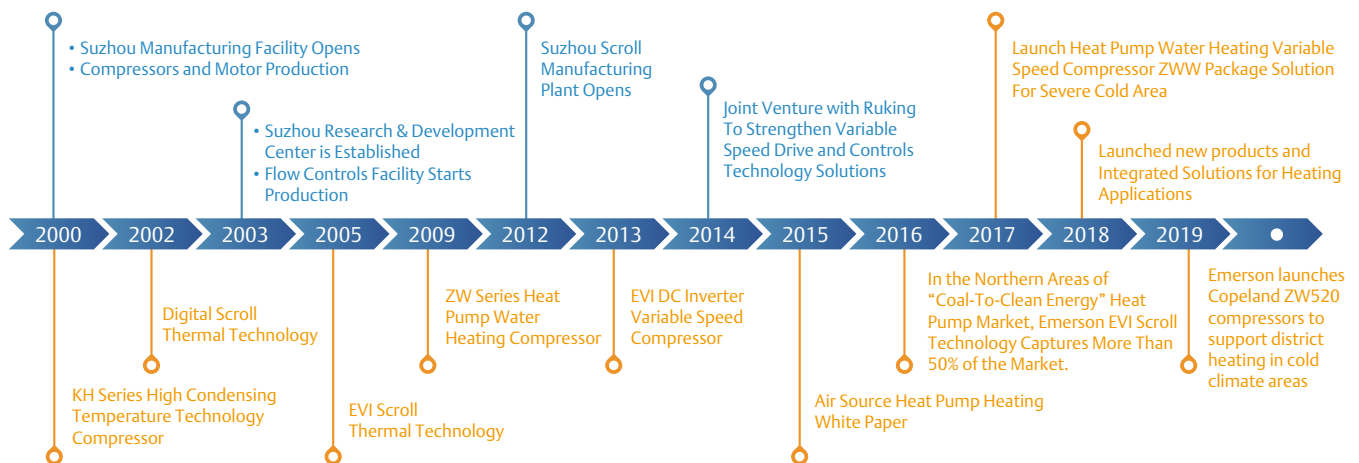 • Suzhou Manufacturing Facility Opens
• Compressors and Motor Production
• Suzhou Research & Development
Center is Established
• Flow Controls Facility Starts
Production
Suzhou Scroll
Manufacturing
Plant Opens
Joint Venture with Ruking
To Strengthen Variable
Speed Drive and Controls
Technology Solutions
Launch Heat Pump Water Heating Variable
Speed Compressor ZWW Package Solution
For Severe Cold Area
Launched new products and
Integrated Solutions for Heating
Applications
2000
2002
2003
2005
2009
2012
2013
2014
2015
2016
2017
2018
2019
KH Series High Condensing
Temperature Technology
Compressor
Digital Scroll
Thermal Technology
EVI Scroll
Thermal Technology
ZW Series Heat
Pump Water
Heating Compressor
EVI DC Inverter
Variable Speed
Compressor
Air Source Heat Pump Heating
White Paper
In the Northern Areas of
“Coal-To-Clean Energy” Heat
Pump Market, Emerson EVI Scroll
Technology Captures More Than
50% of the Market.
Emerson launches
Copeland ZW520
compressors to
support district
heating in cold
climate areas